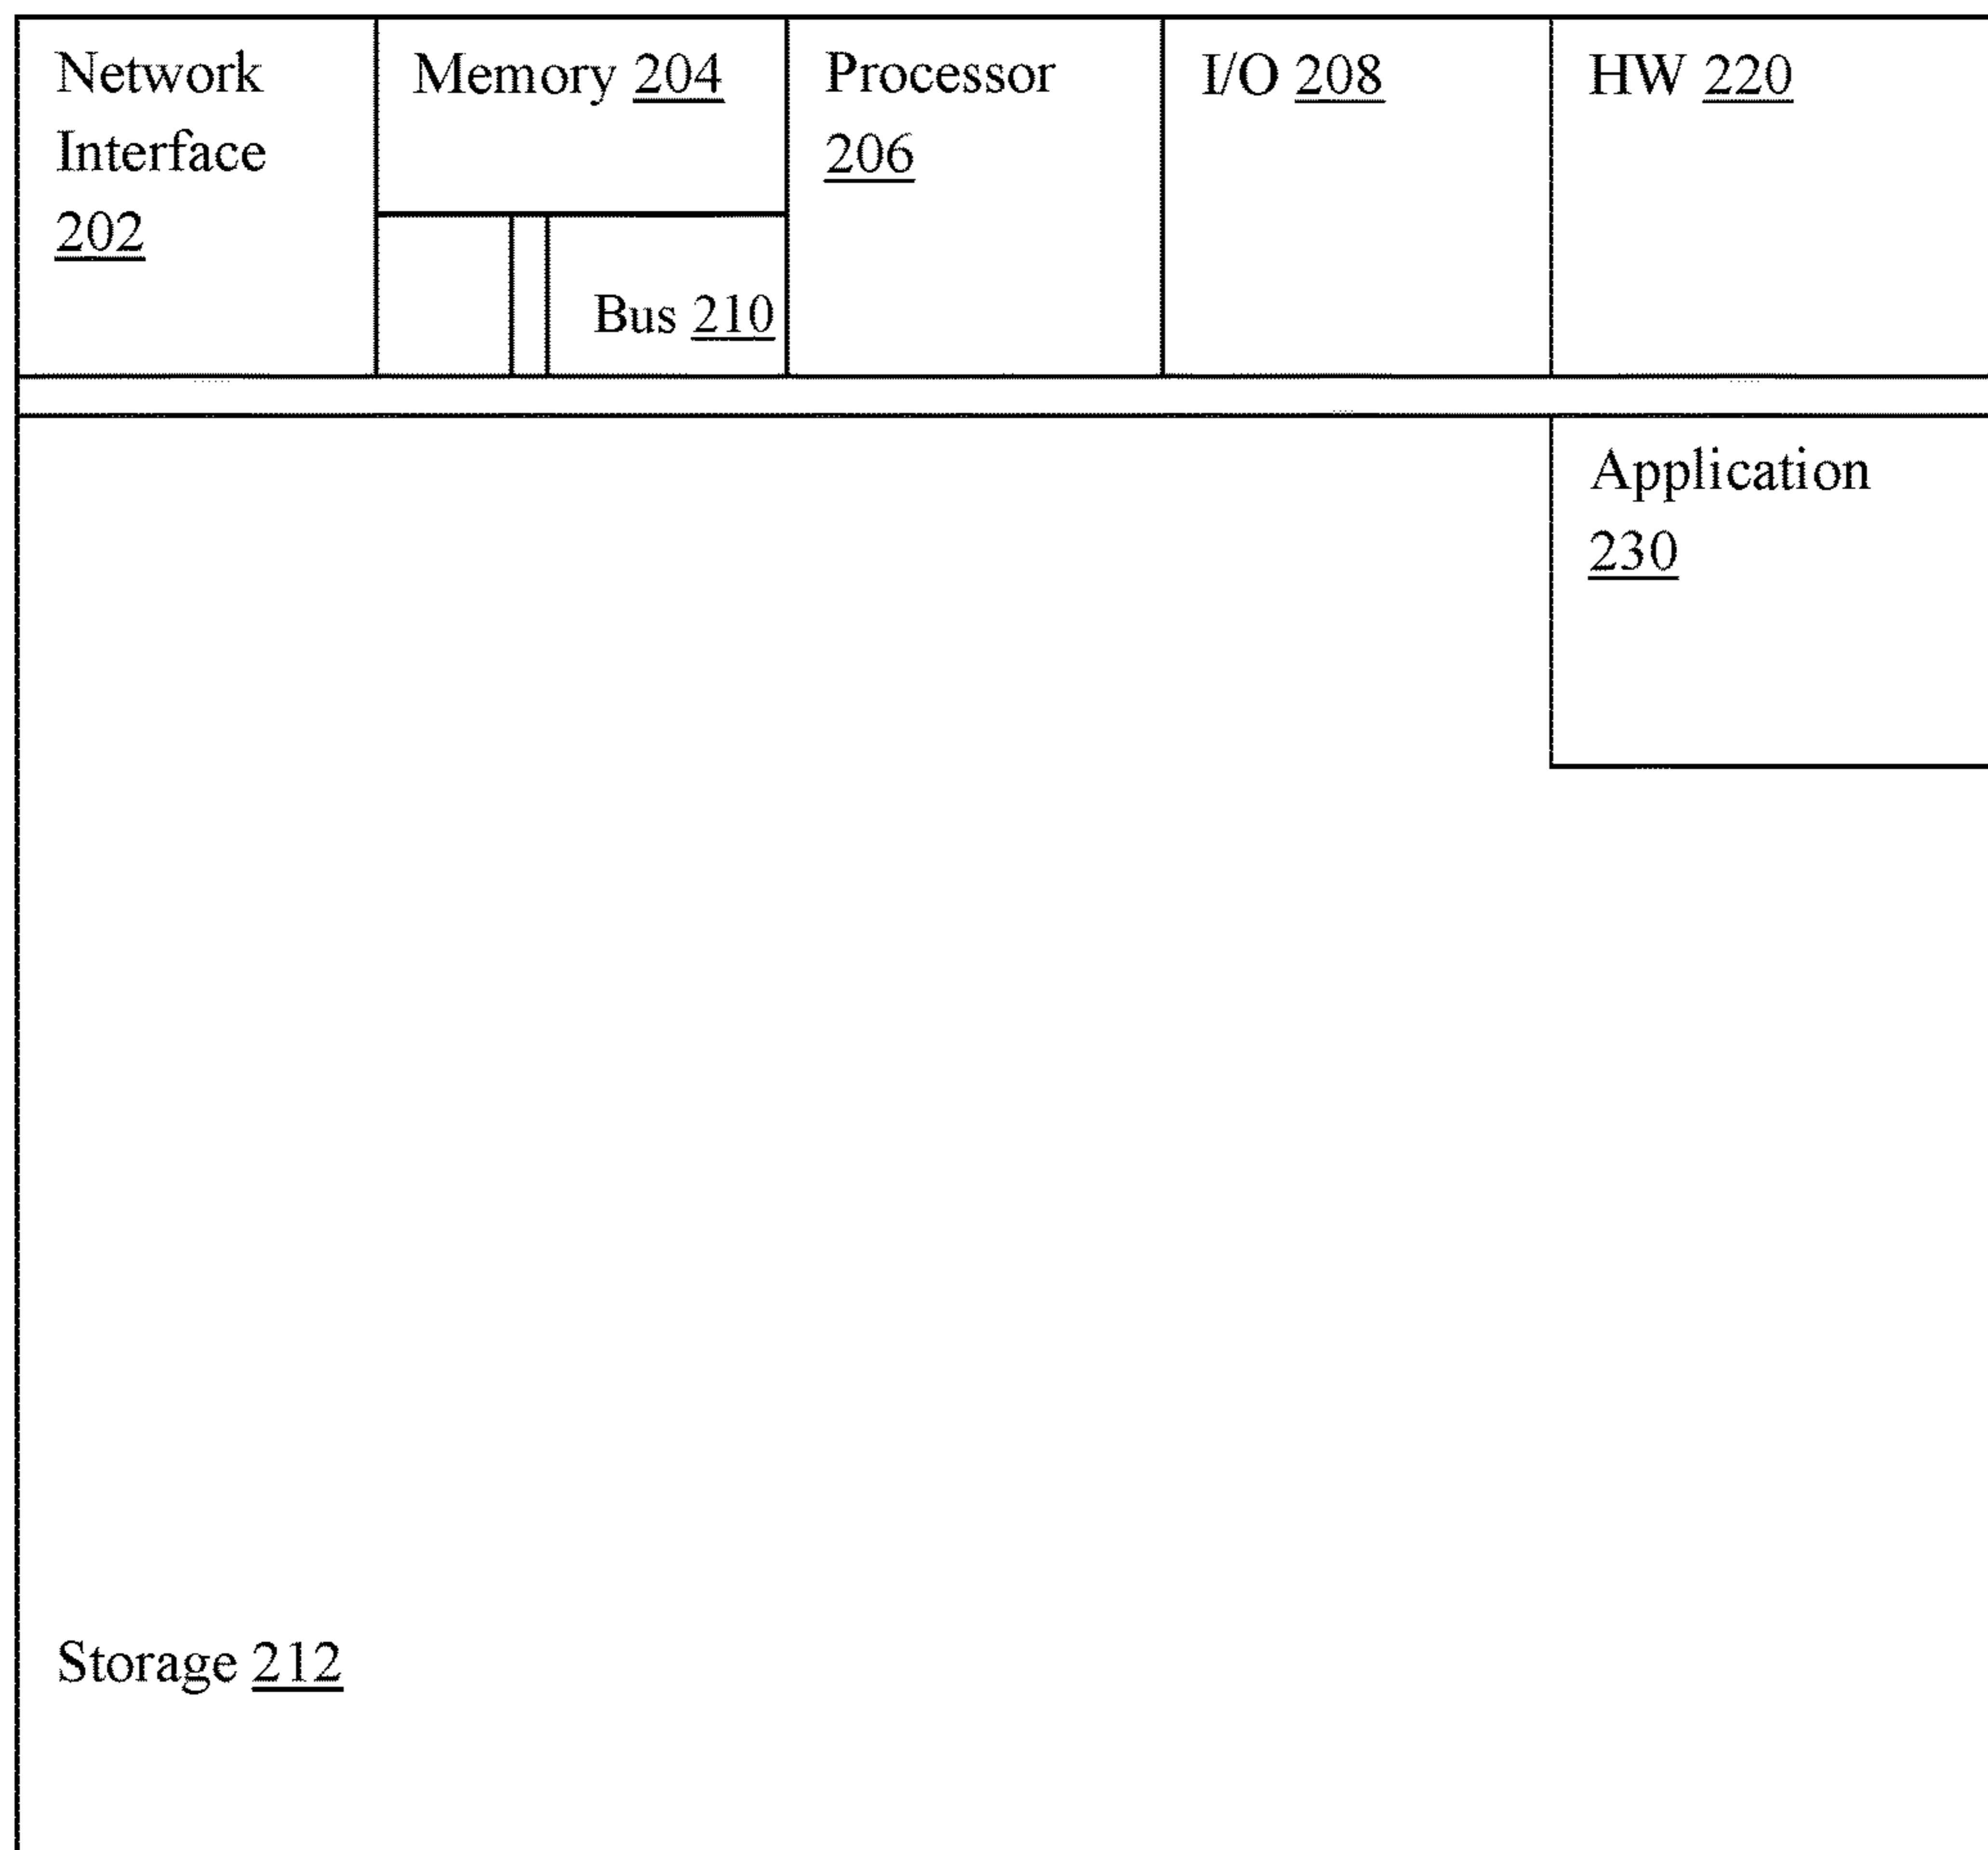 Network
Interface
202
Memory 204
Bus 210
Processor
206
I/O 208
HW 220
Application
230
Storage 212